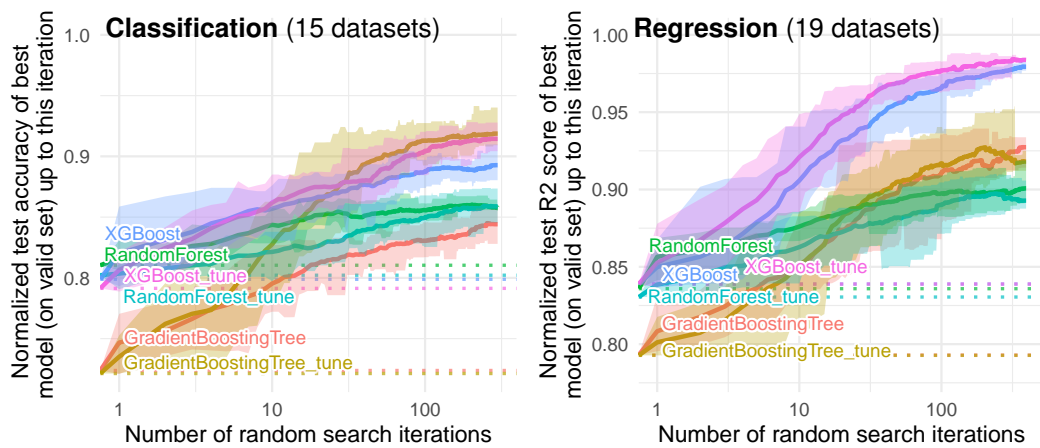 Classification (15 datasets)
Normalized test accuracy of best
model (on valid set) up to this iteration
1.0
0.9
0.8
XGBoost
RandomForest
XGBoost_tune
RandomForest_tune
GradientBoostingTree
GradientBoostingTree_tune
1
10
100
Number of random search iterations
Regression (19 datasets)
Normalized test R2 score of best
model (on valid set) up to this iteration
1.00
0.95
0.90
0.85
0.80
RandomForest
XGBoost_tune
XGBoost
RandomForest_tune
GradientBoostingTree
GradientBoostingTree_tune
1
10
100
Number of random search iterations